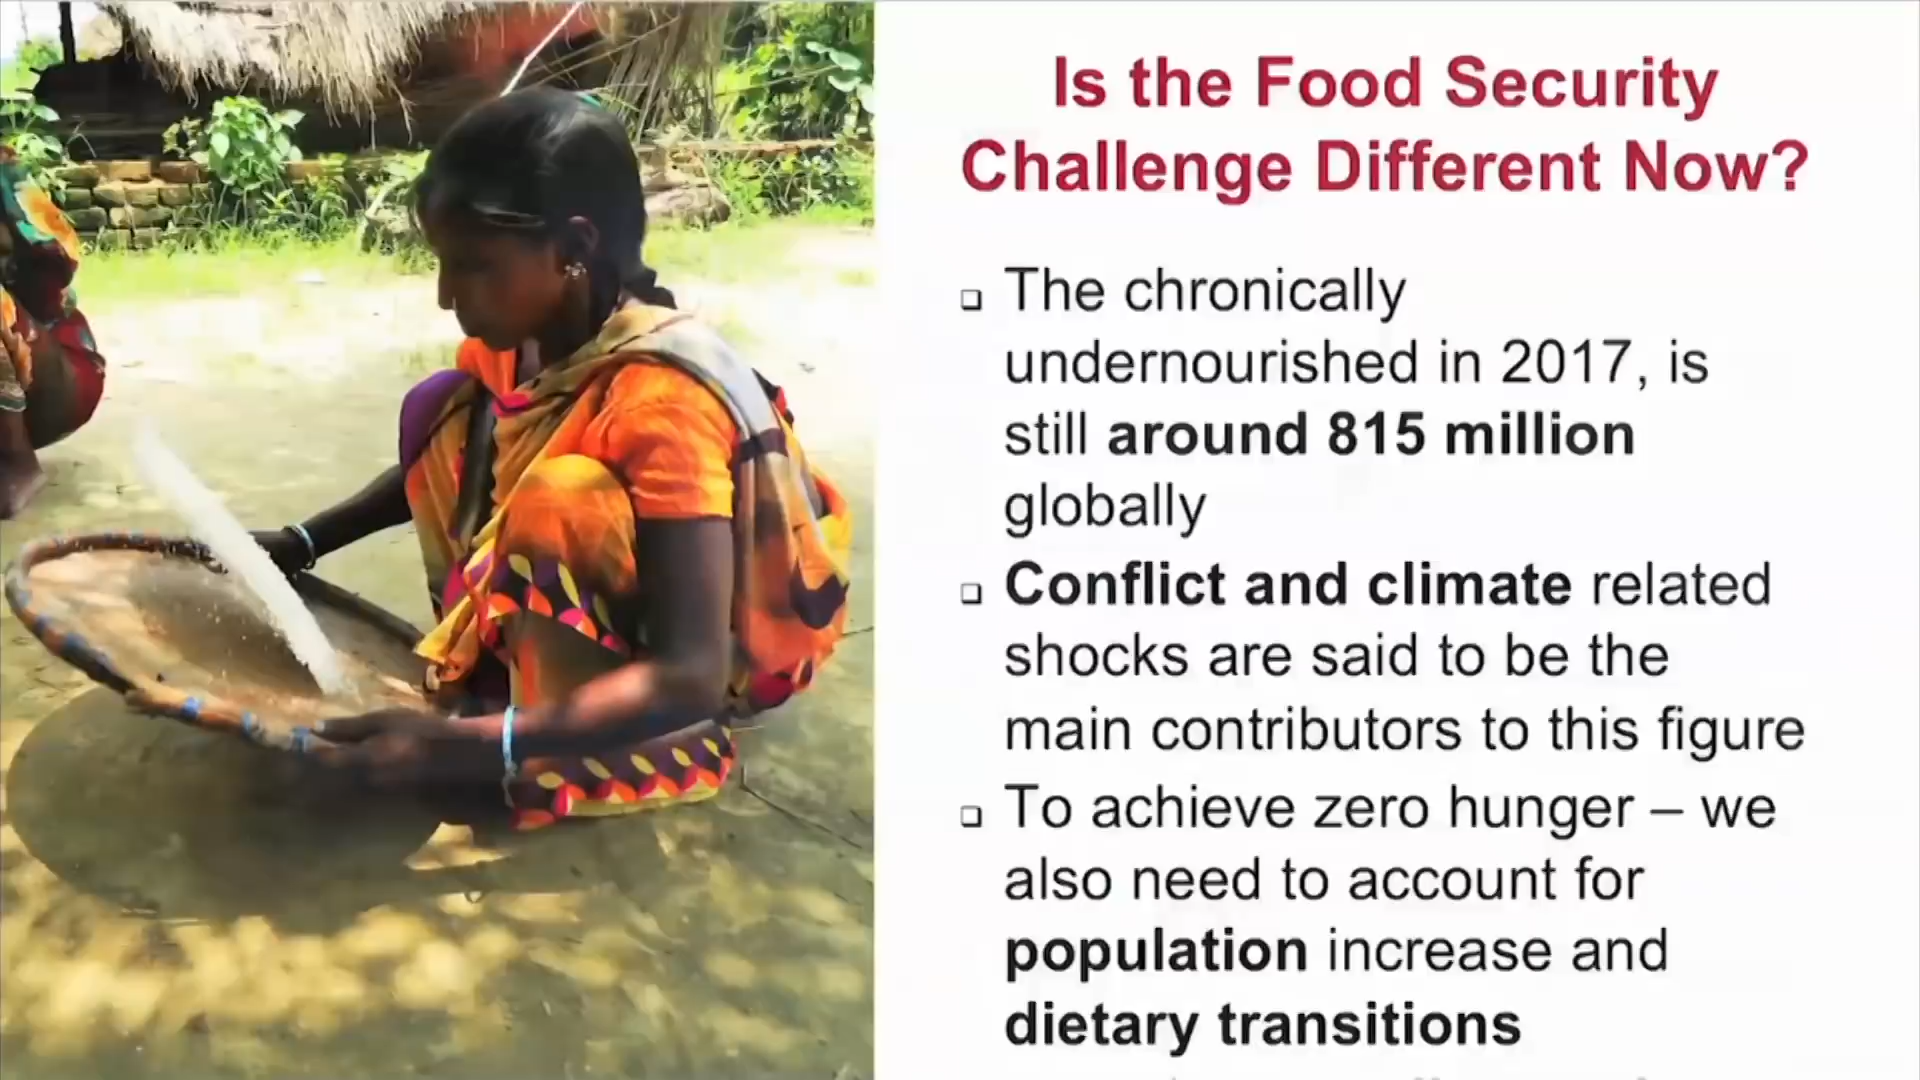 Is the Food Security
Challenge Different Now?
❑ The chronically
undernourished in 2017, is
still around 815 million
globally
❑ Conflict and climate related
shocks are said to be the
main contributors to this figure
❑ To achieve zero hunger – we
also need to account for
population increase and
dietary transitions